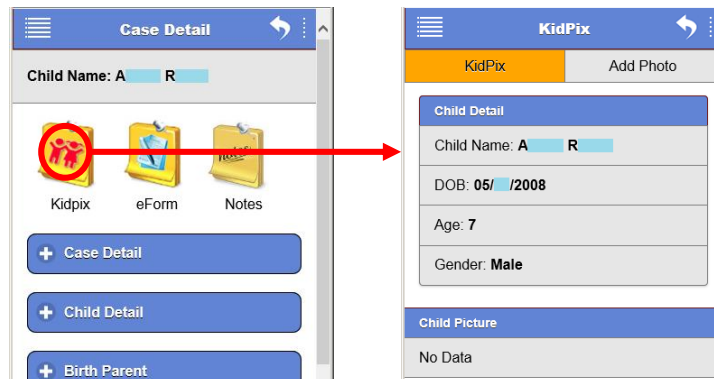 Case Detail
Child Name: A R
Kidpix
eForm
Notes
Case Detail
Child Detail
Birth Parent
KidPix
KidPix
Add Photo
Child Detail
Child Name: A R
DOB: 05/ /2008
Age: 7
Gender: Male
Child Picture
No Data